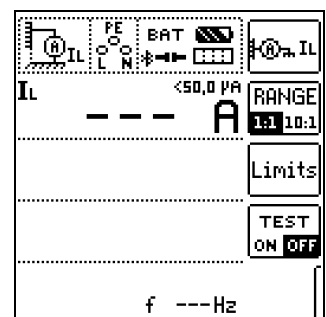 PE BAT
A IL L N A IL
IL <50,0 µA RANGE
--- A 1:1 10:1
Limits
TEST
ON OFF
f ---Hz